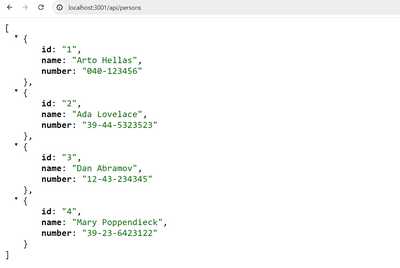 localhost:3001/api/persons
[
{
id: "1",
name: "Arto Hellas",
number: "040-123456"
},
{
id: "2",
name: "Ada Lovelace",
number: "39-44-5323523"
},
{
id: "3",
name: "Dan Abramov",
number: "12-43-234345"
},
{
id: "4",
name: "Mary Poppendieck",
number: "39-23-6423122"
}
]